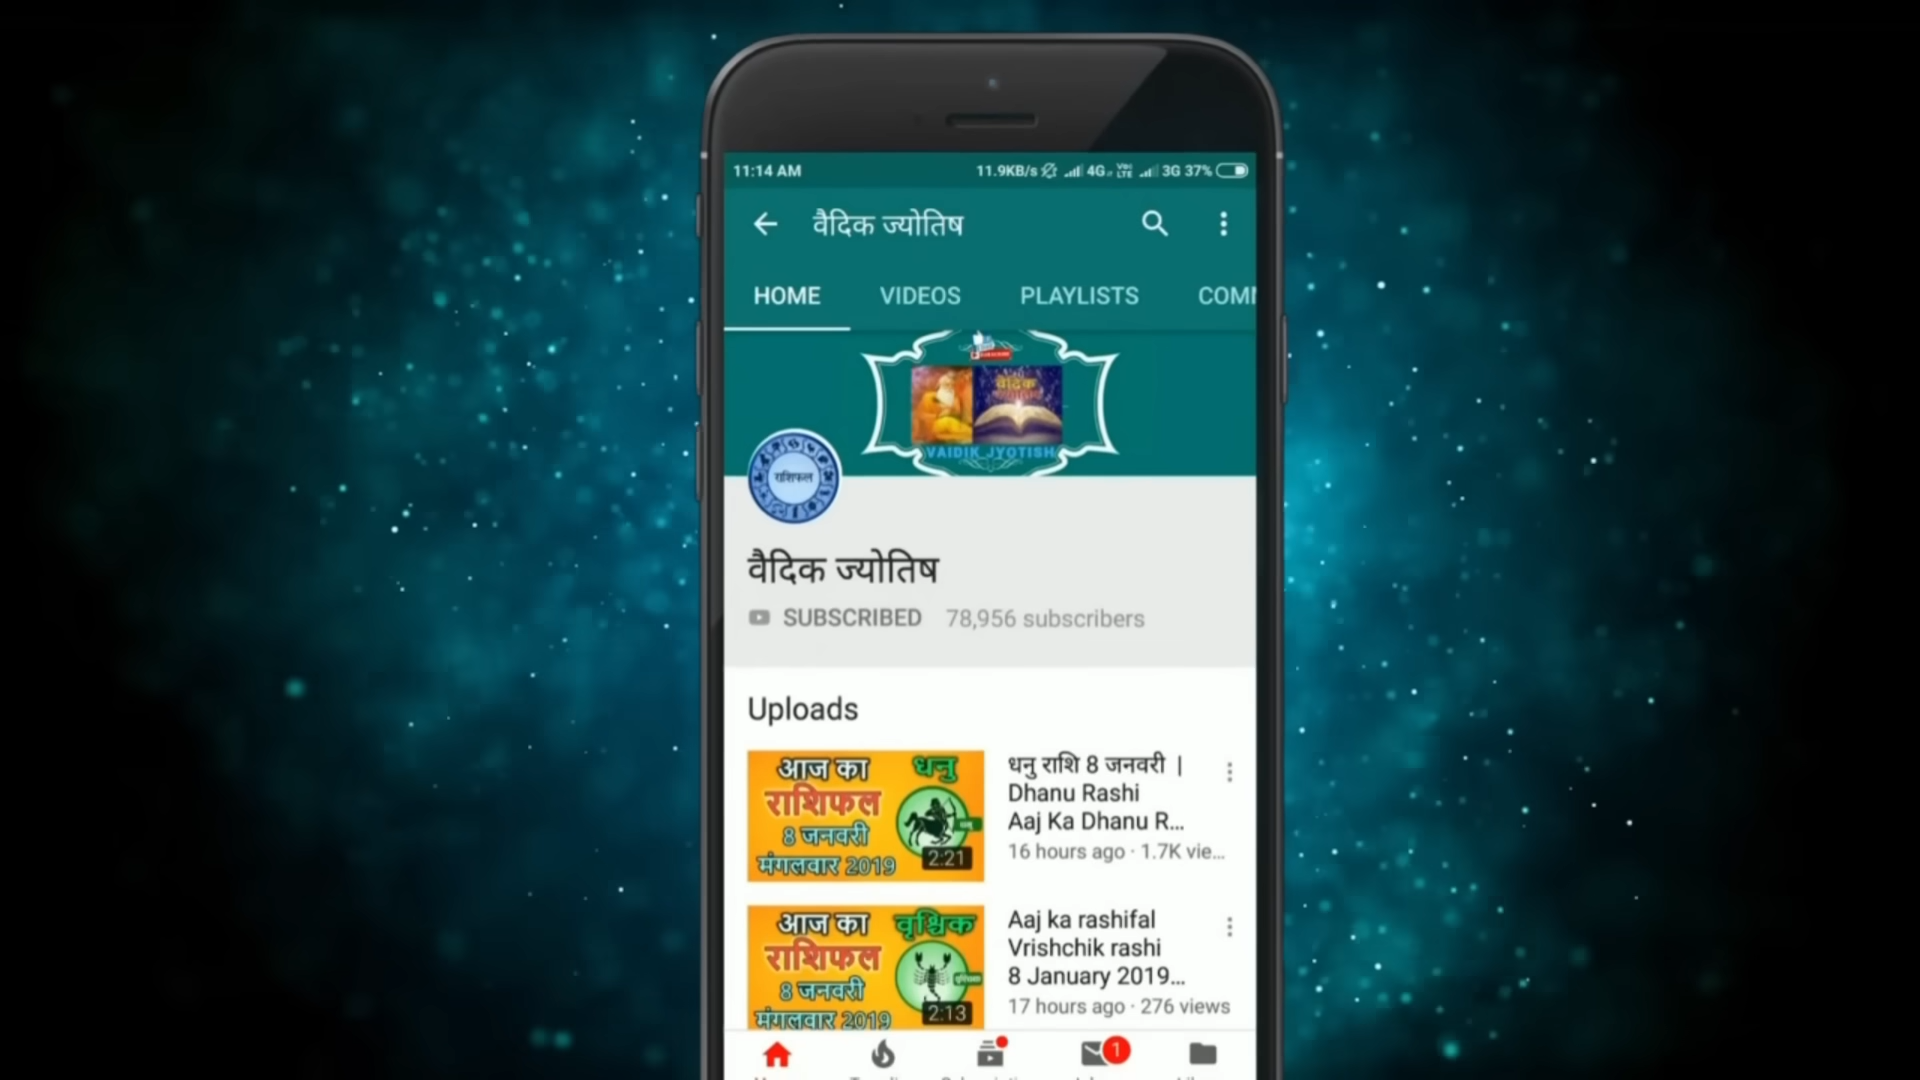 11:14 AM 11.9KB/s 4G VoLTE 3G 37%
वैदिक ज्योतिष
HOME VIDEOS PLAYLISTS COMM
वैदिक
VAIDIK JYOTISH
राशिफल
वैदिक ज्योतिष
SUBSCRIBED 78,956 subscribers
Uploads
आज का धनु
राशिफल
8 जनवरी
मंगलवार 2019
2:21
धनु राशि 8 जनवरी |
Dhanu Rashi
Aaj Ka Dhanu R...
16 hours ago · 1.7K vie...
आज का वृश्चिक
राशिफल
8 जनवरी
मंगलवार 2019
2:13
Aaj ka rashifal
Vrishchik rashi
8 January 2019...
17 hours ago · 276 views
1